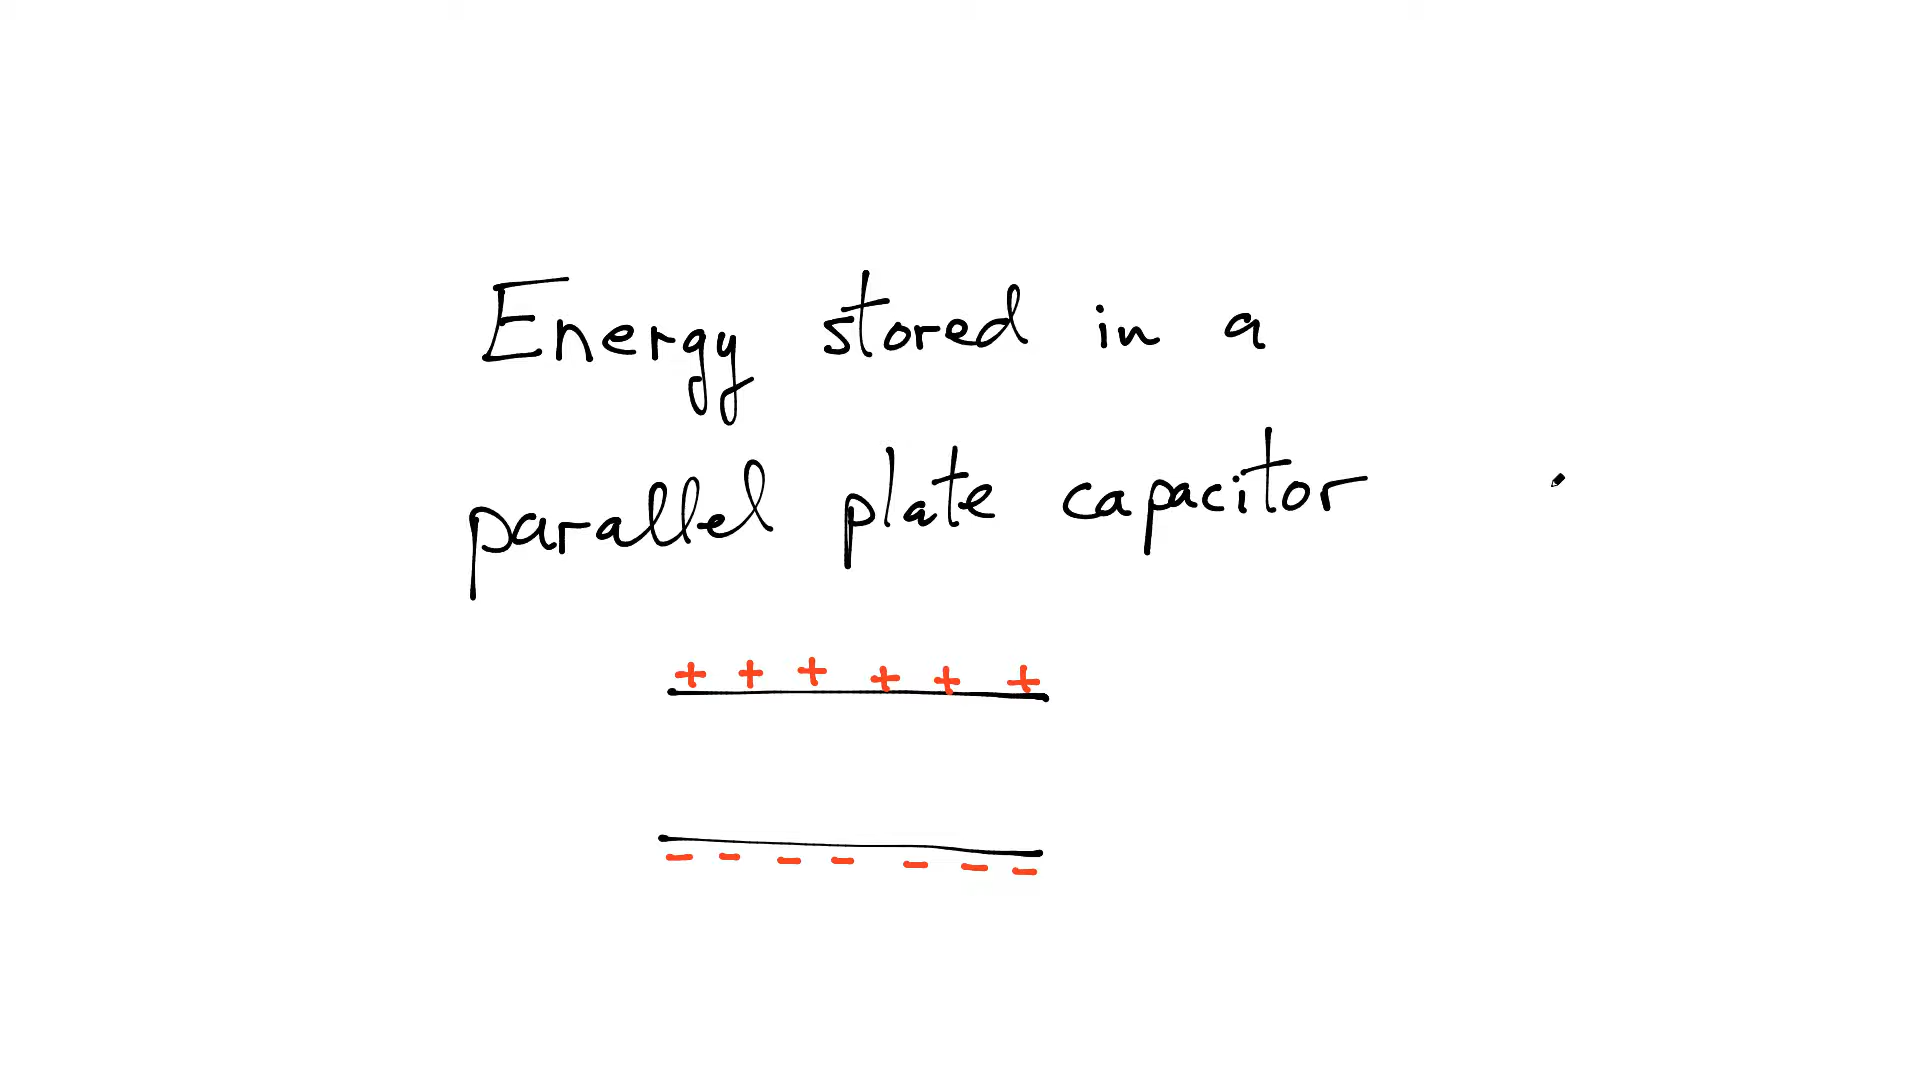 Energy stored in a
parallel plate capacitor
+ + + + + +
- - - - - - -